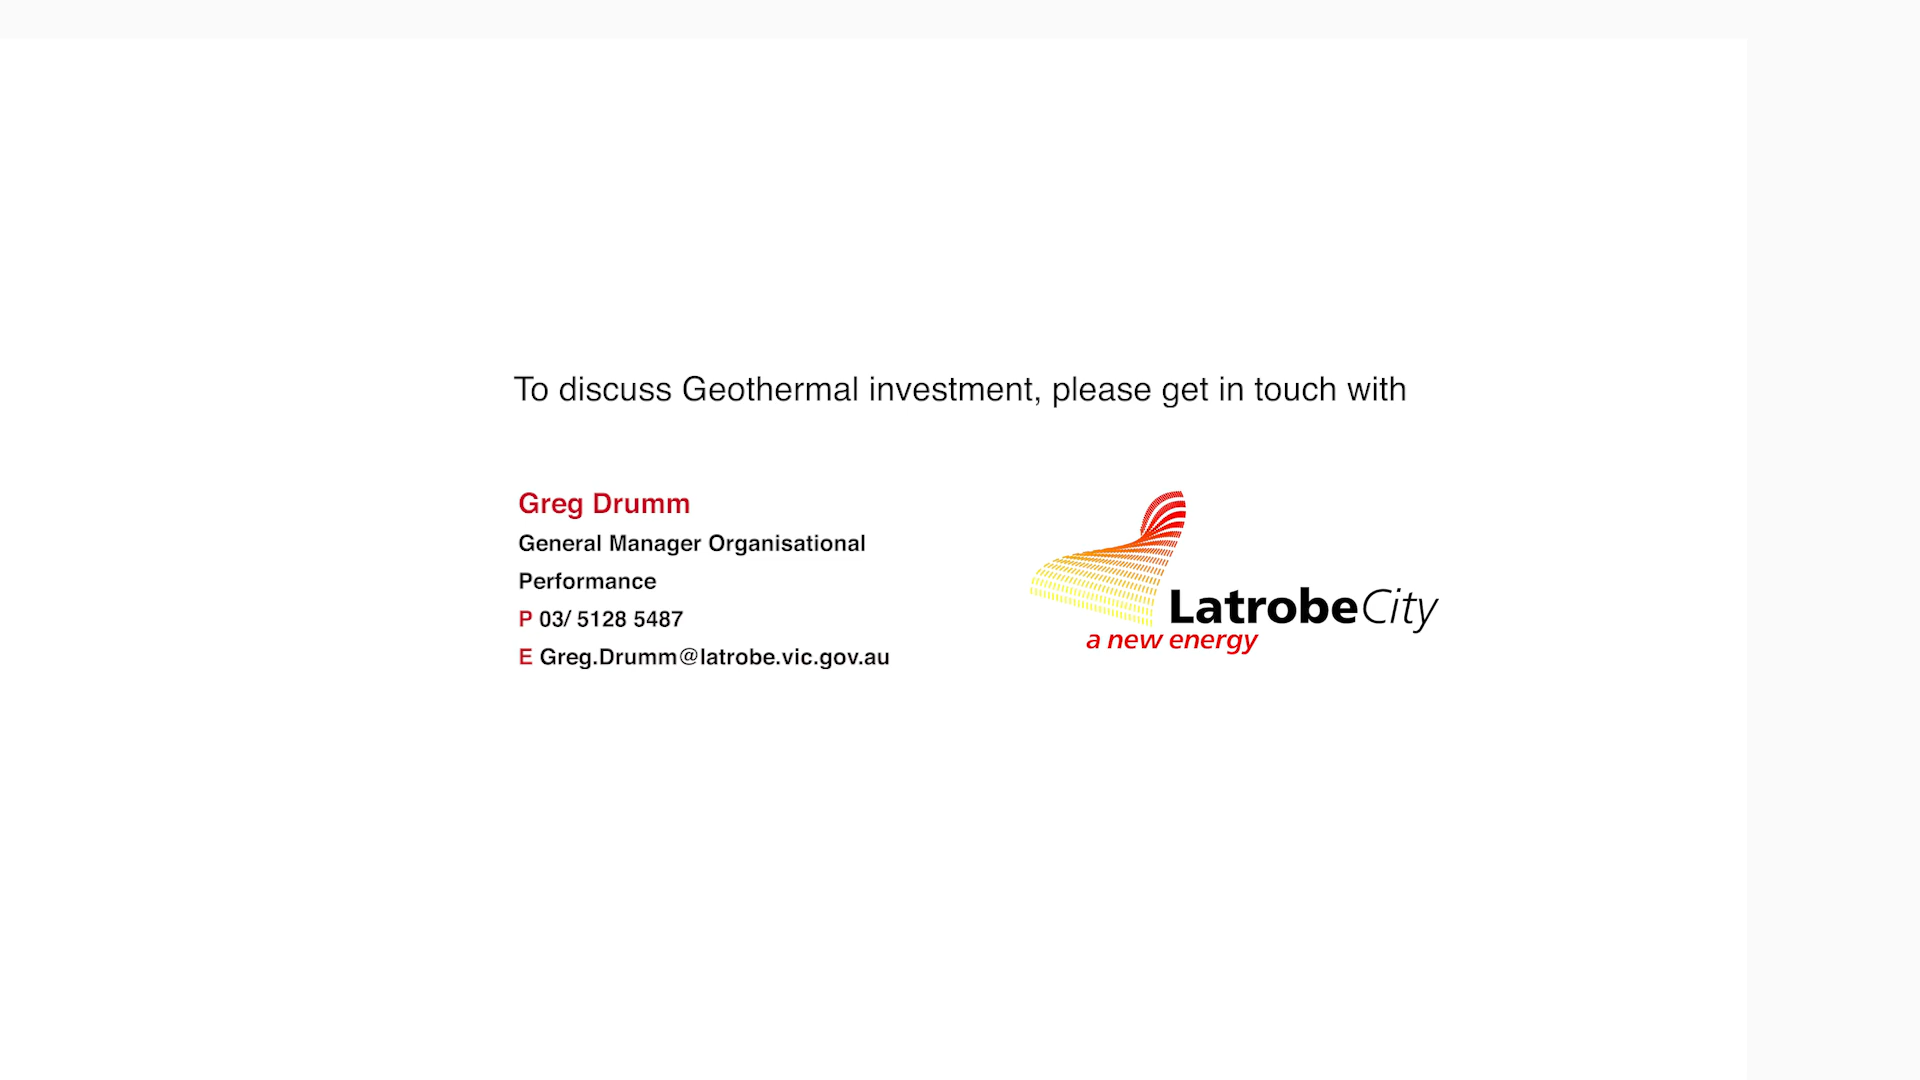 To discuss Geothermal investment, please get in touch with
Greg Drumm
General Manager Organisational
Performance
P 03/ 5128 5487
E Greg.Drumm@latrobe.vic.gov.au
LatrobeCity
a new energy